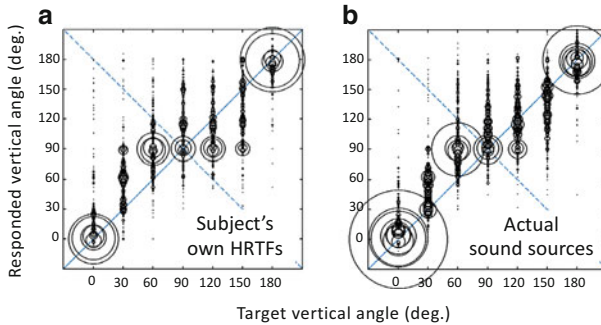 a
b
Responded vertical angle (deg.)
180
150
120
90
60
30
0
Subject's
own HRTFs
0 30 60 90 120 150 180
180
150
120
90
60
30
0
Actual
sound sources
0 30 60 90 120 150 180
Target vertical angle (deg.)